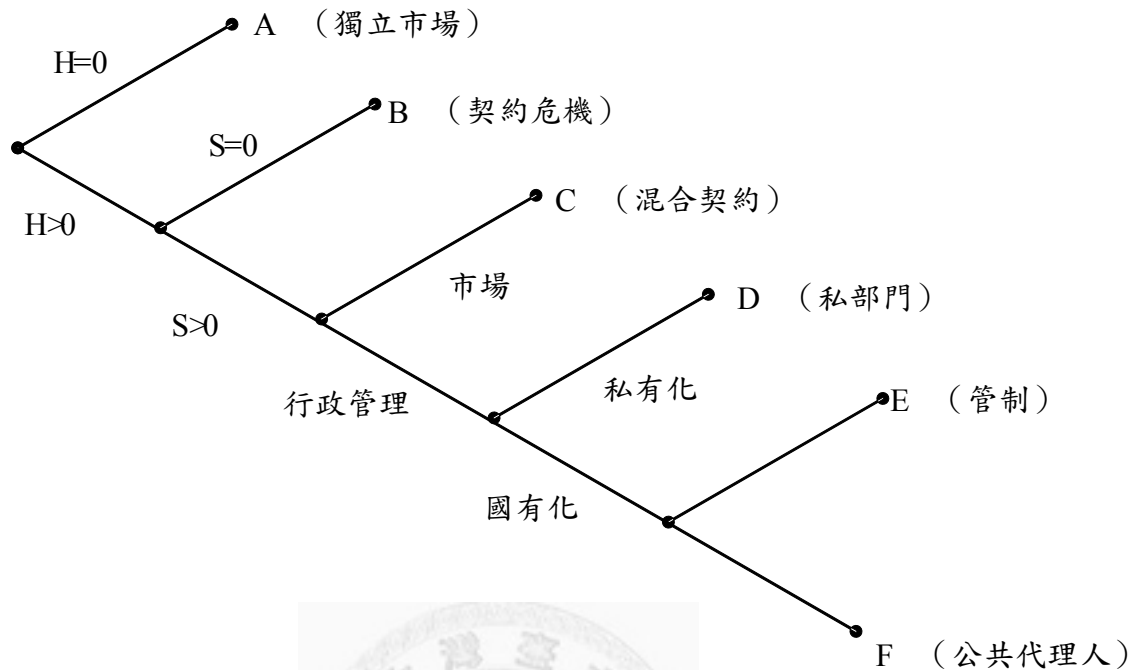 A （獨立市場）
H=0
B （契約危機）
S=0
C （混合契約）
H>0
市場
D （私部門）
S>0
私有化
行政管理
E （管制）
國有化
F （公共代理人）